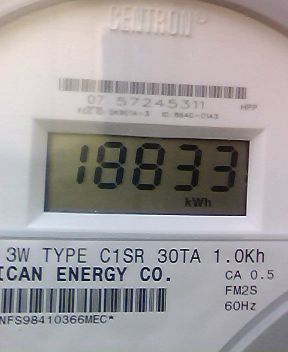 CENTRON
07 57245311 HPP
18833
kWh
3W TYPE C1SR 30TA 1.0Kh
ICAN ENERGY CO.
CA 0.5
FM2S
60Hz
NFS98410366MEC*